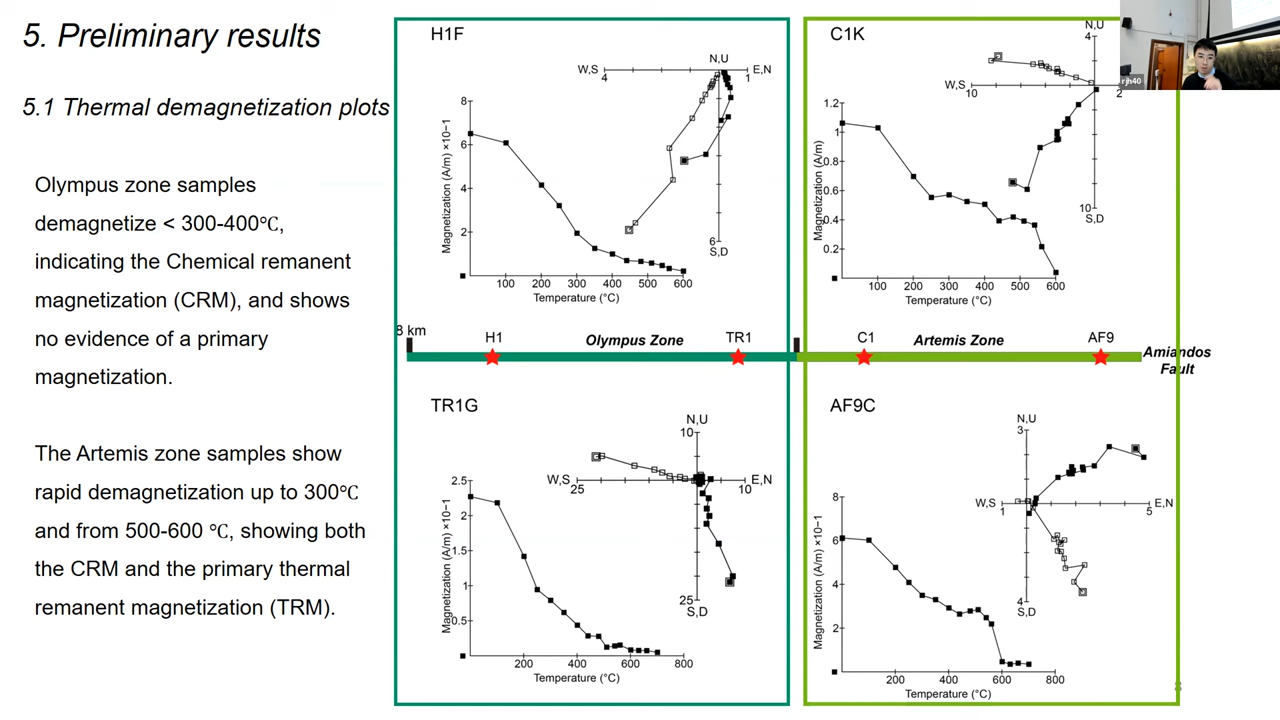 5. Preliminary results
5.1 Thermal demagnetization plots
Olympus zone samples
demagnetize < 300-400℃,
indicating the Chemical remanent
magnetization (CRM), and shows
no evidence of a primary
magnetization.
The Artemis zone samples show
rapid demagnetization up to 300℃
and from 500-600 ℃, showing both
the CRM and the primary thermal
remanent magnetization (TRM).
H1F
N,U
W,S
4
1
E,N
6
S,D
8
6
4
2
Magnetization (A/m) ×10−1
100 200 300 400 500 600
Temperature (°C)
C1K
N,U
4
W,S
10
2
10
S,D
1.2
1
0.8
0.6
0.4
0.2
Magnetization (A/m)
100 200 300 400 500 600
Temperature (°C)
rjh40
8 km
H1
Olympus Zone
TR1
C1
Artemis Zone
AF9
Amiandos
Fault
TR1G
N,U
10
W,S
25
10
E,N
25
S,D
2.5
2
1.5
1
0.5
Magnetization (A/m) ×10−1
200 400 600 800
Temperature (°C)
AF9C
N,U
3
W,S
1
5
E,N
4
S,D
8
6
4
2
Magnetization (A/m) ×10−1
200 400 600 800
Temperature (°C)
8